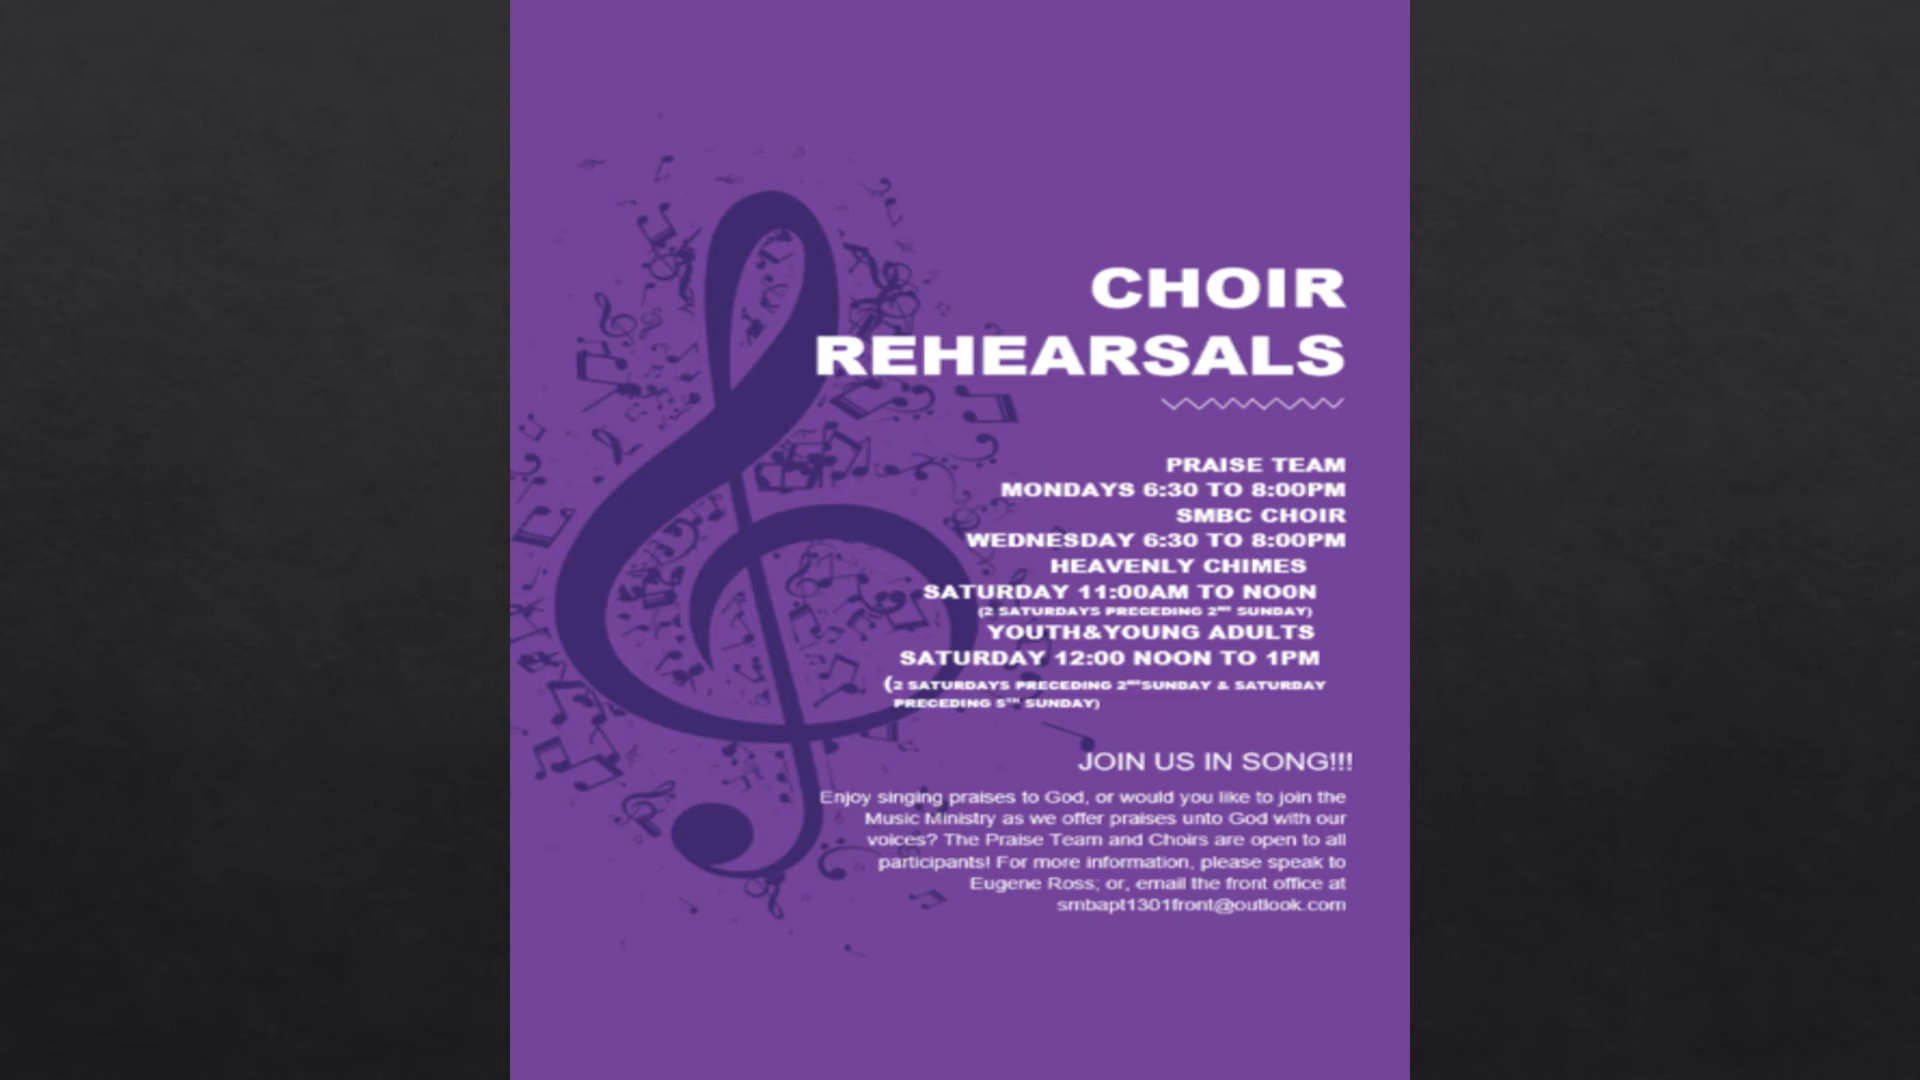 CHOIR
REHEARSALS
PRAISE TEAM
MONDAYS 6:30 TO 8:00PM
SMBC CHOIR
WEDNESDAY 6:30 TO 8:00PM
HEAVENLY CHIMES
SATURDAY 11:00AM TO NOON
(2 SATURDAYS PRECEDING 2ND SUNDAY)
YOUTH&YOUNG ADULTS
SATURDAY 12:00 NOON TO 1PM
(2 SATURDAYS PRECEDING 2NDSUNDAY & SATURDAY
PRECEDING 5TH SUNDAY)
JOIN US IN SONG!!!
Enjoy singing praises to God, or would you like to join the
Music Ministry as we offer praises unto God with our
voices? The Praise Team and Choirs are open to all
participants! For more information, please speak to
Eugene Ross; or, email the front office at
smbapt1301front@outlook.com